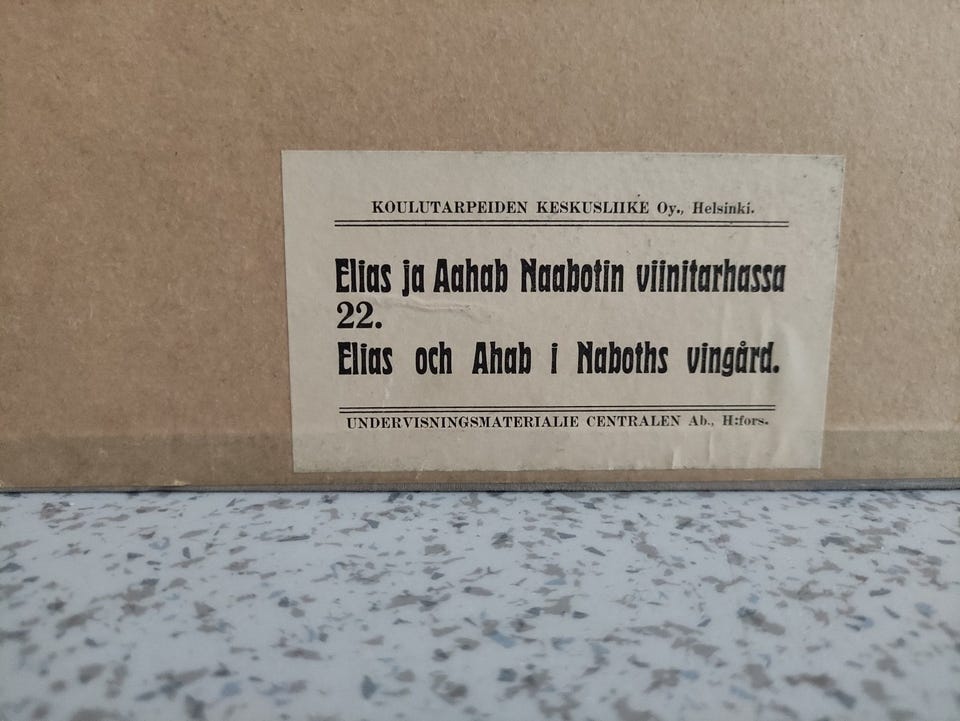 KOULUTARPEIDEN KESKUSLIIKE Oy., Helsinki.
Elias ja Aahab Naabotin viinitarhassa
22.
Elias och Ahab i Naboths vingård.
UNDERVISNINGSMATERIALIE CENTRALEN Ab., H:fors.